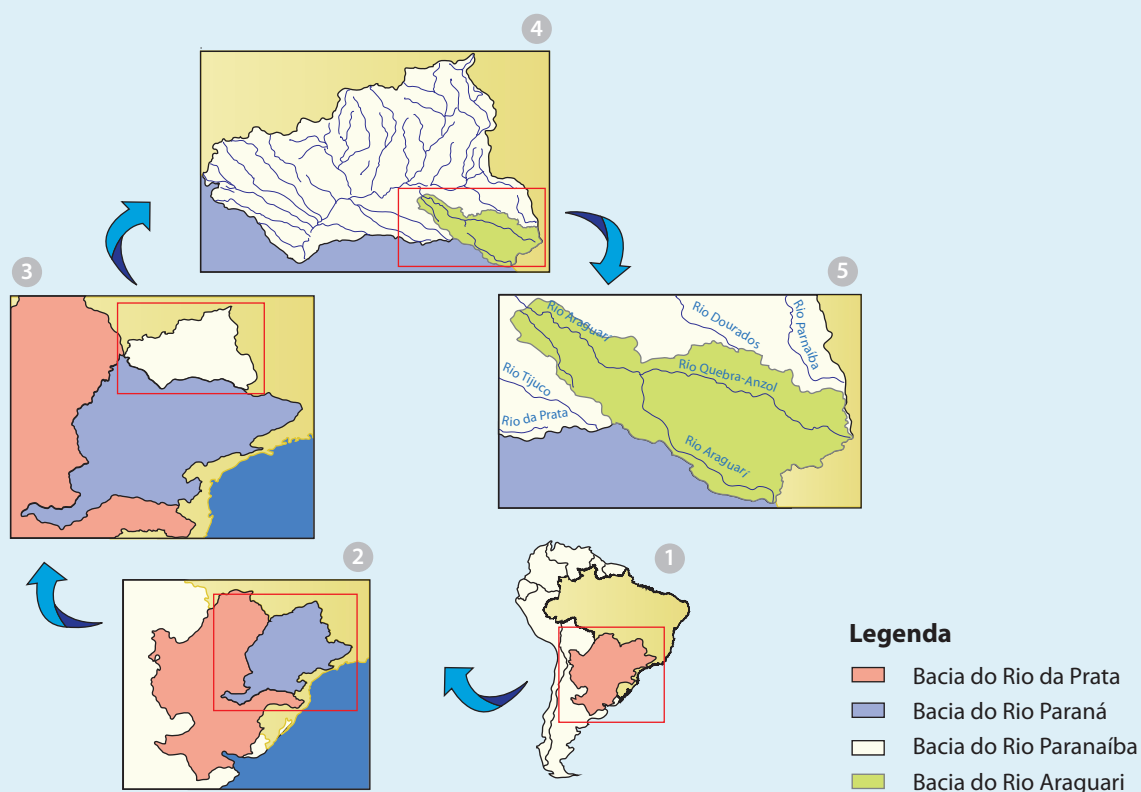 4
3
5
Rio Araguari
Rio Dourados
Rio Parnaíba
Rio Quebra-Anzol
Rio Tijuco
Rio da Prata
Rio Araguari
2
1
Legenda
Bacia do Rio da Prata
Bacia do Rio Paraná
Bacia do Rio Paranaíba
Bacia do Rio Araguari